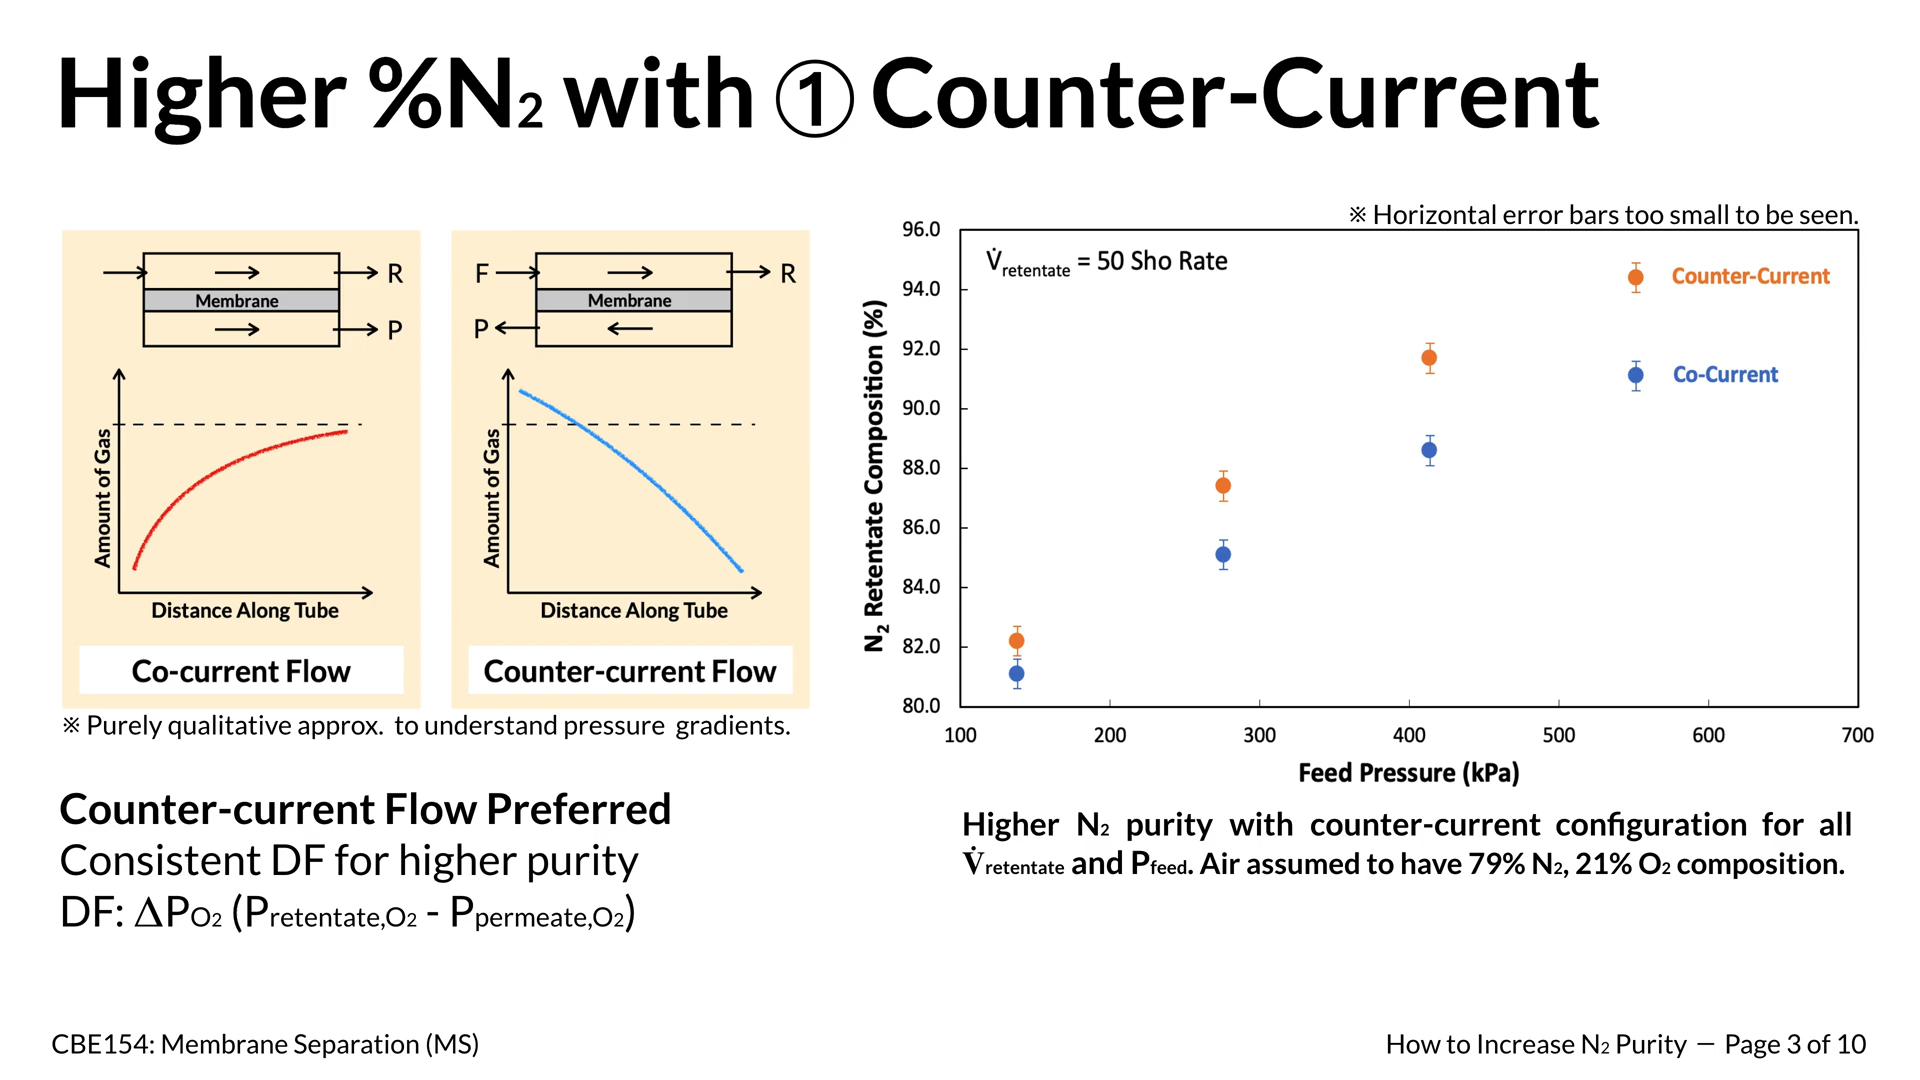 Higher %N₂ with ① Counter-Current
R
Membrane
P
Amount of Gas
Distance Along Tube
Co-current Flow
F
R
Membrane
P
Amount of Gas
Distance Along Tube
Counter-current Flow
※ Purely qualitative approx. to understand pressure gradients.
Counter-current Flow Preferred
Consistent DF for higher purity
DF: ΔPO₂ (Pretentate,O₂ - Ppermeate,O₂)
※ Horizontal error bars too small to be seen.
V̇retentate = 50 Sho Rate
Counter-Current
Co-Current
N₂ Retentate Composition (%)
96.0
94.0
92.0
90.0
88.0
86.0
84.0
82.0
80.0
100 200 300 400 500 600 700
Feed Pressure (kPa)
Higher N₂ purity with counter-current configuration for all
V̇retentate and Pfeed. Air assumed to have 79% N₂, 21% O₂ composition.
CBE154: Membrane Separation (MS)
How to Increase N₂ Purity — Page 3 of 10